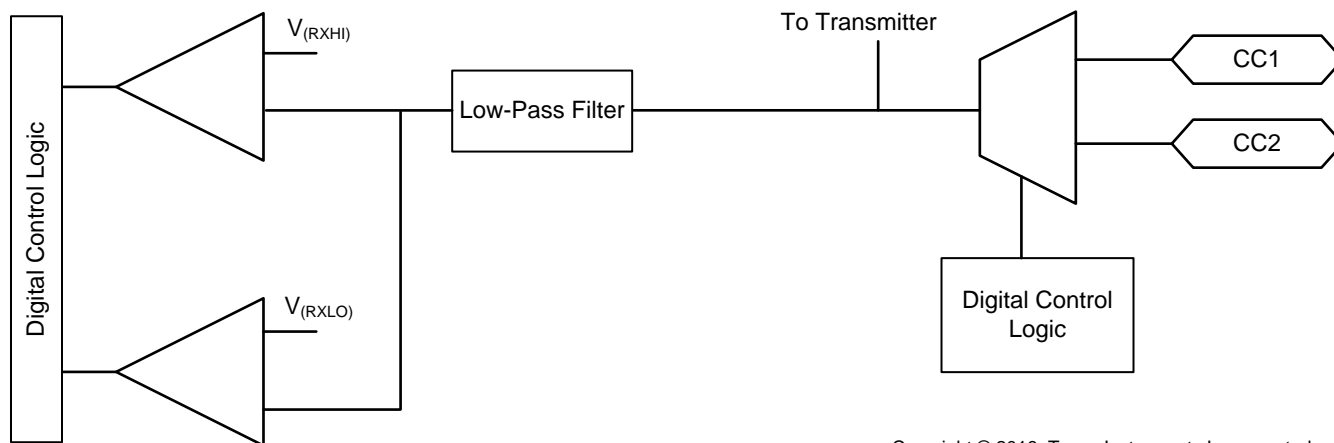 To Transmitter
V(RXHI)
CC1
Low-Pass Filter
CC2
Digital Control Logic
V(RXLO)
Digital Control
Logic